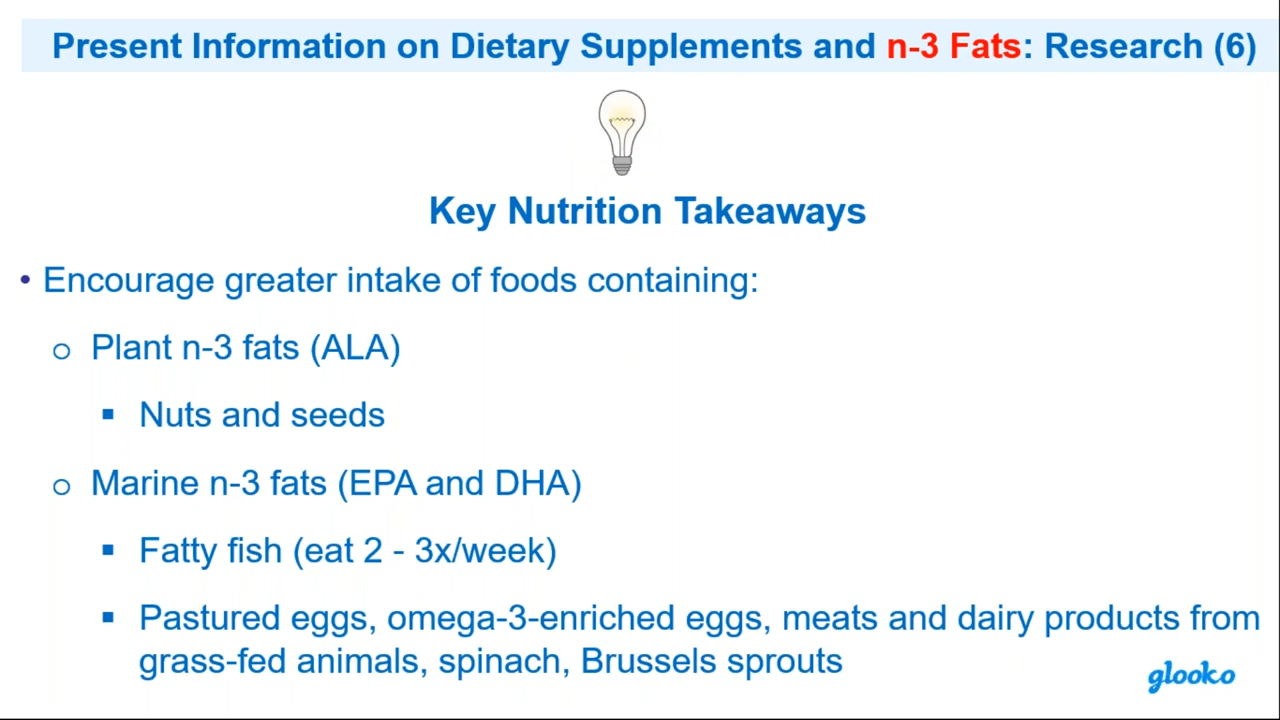 Present Information on Dietary Supplements and n-3 Fats: Research (6)
Key Nutrition Takeaways
• Encourage greater intake of foods containing:
o Plant n-3 fats (ALA)
▪ Nuts and seeds
o Marine n-3 fats (EPA and DHA)
▪ Fatty fish (eat 2 - 3x/week)
▪ Pastured eggs, omega-3-enriched eggs, meats and dairy products from
grass-fed animals, spinach, Brussels sprouts
glooko